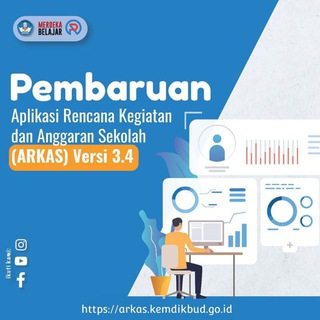 MERDEKA
BELAJAR
Pembaruan
Aplikasi Rencana Kegiatan
dan Anggaran Sekolah
(ARKAS) Versi 3.4
Ikuti kami:
https://arkas.kemdikbud.go.id